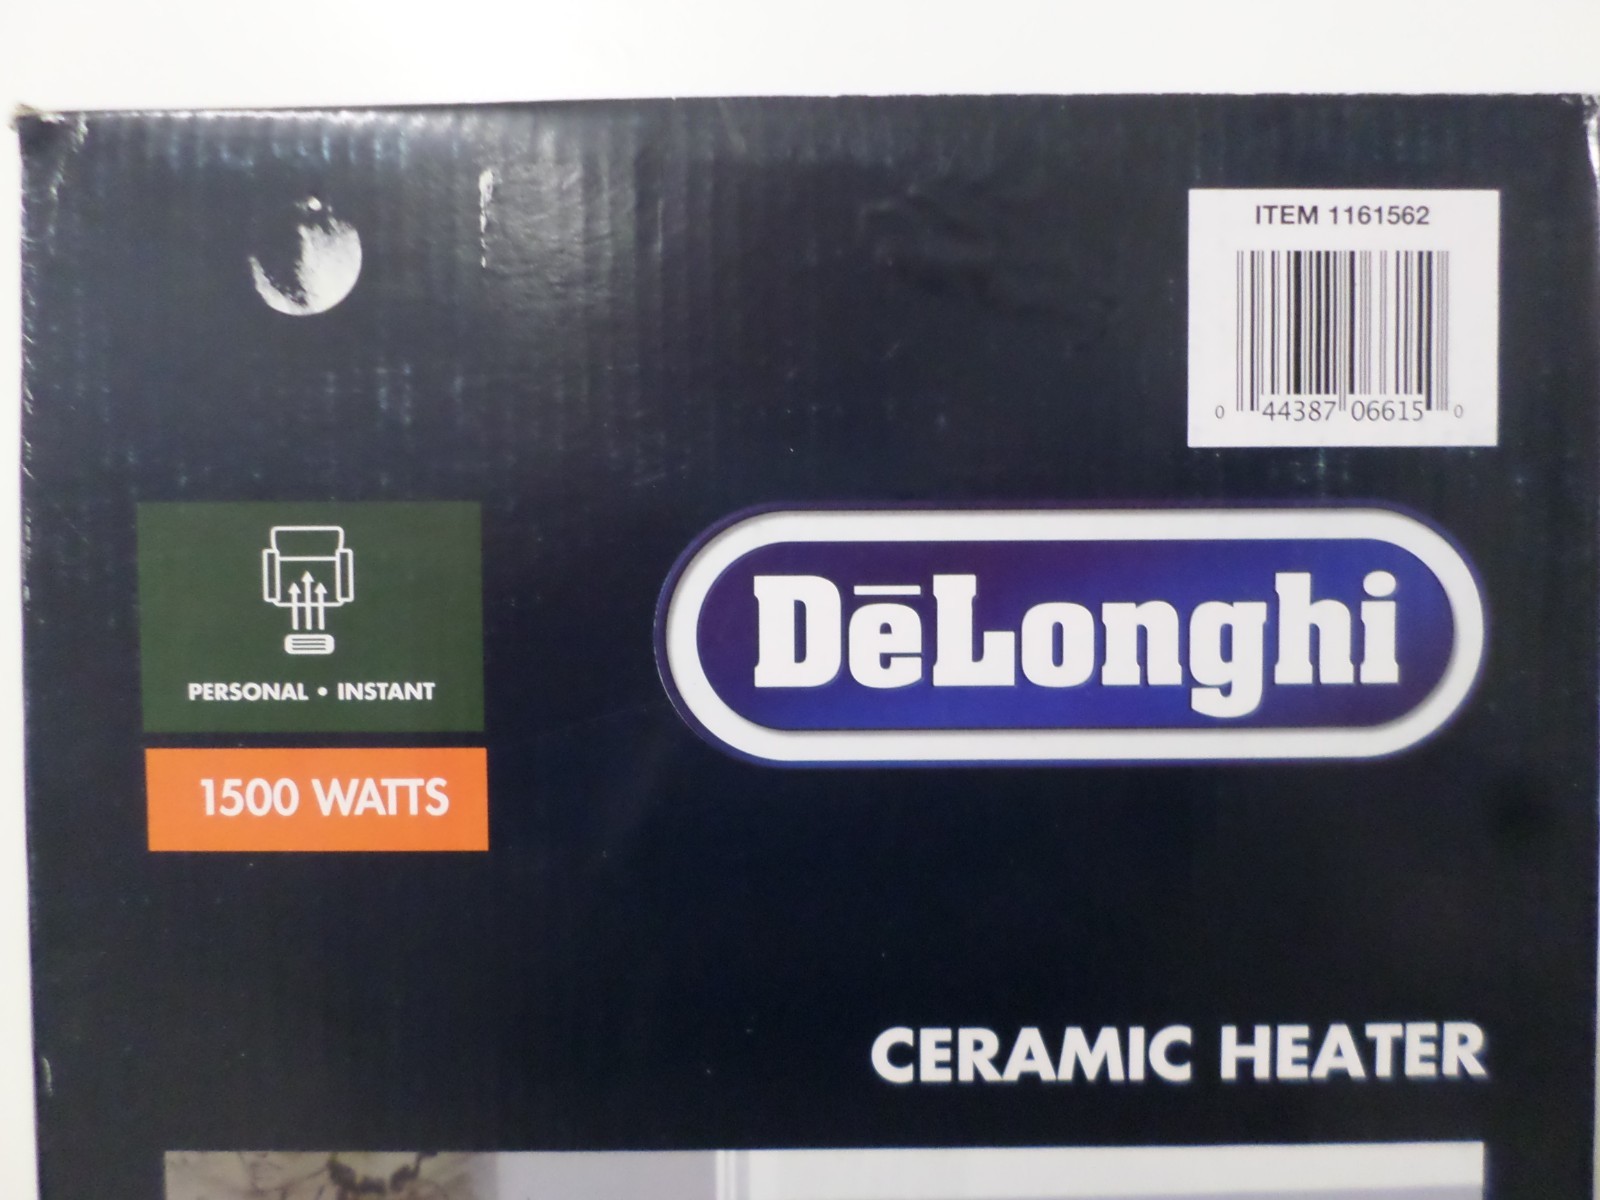 ITEM 1161562
0 44387 06615 0
PERSONAL • INSTANT
1500 WATTS
DēLonghi
CERAMIC HEATER